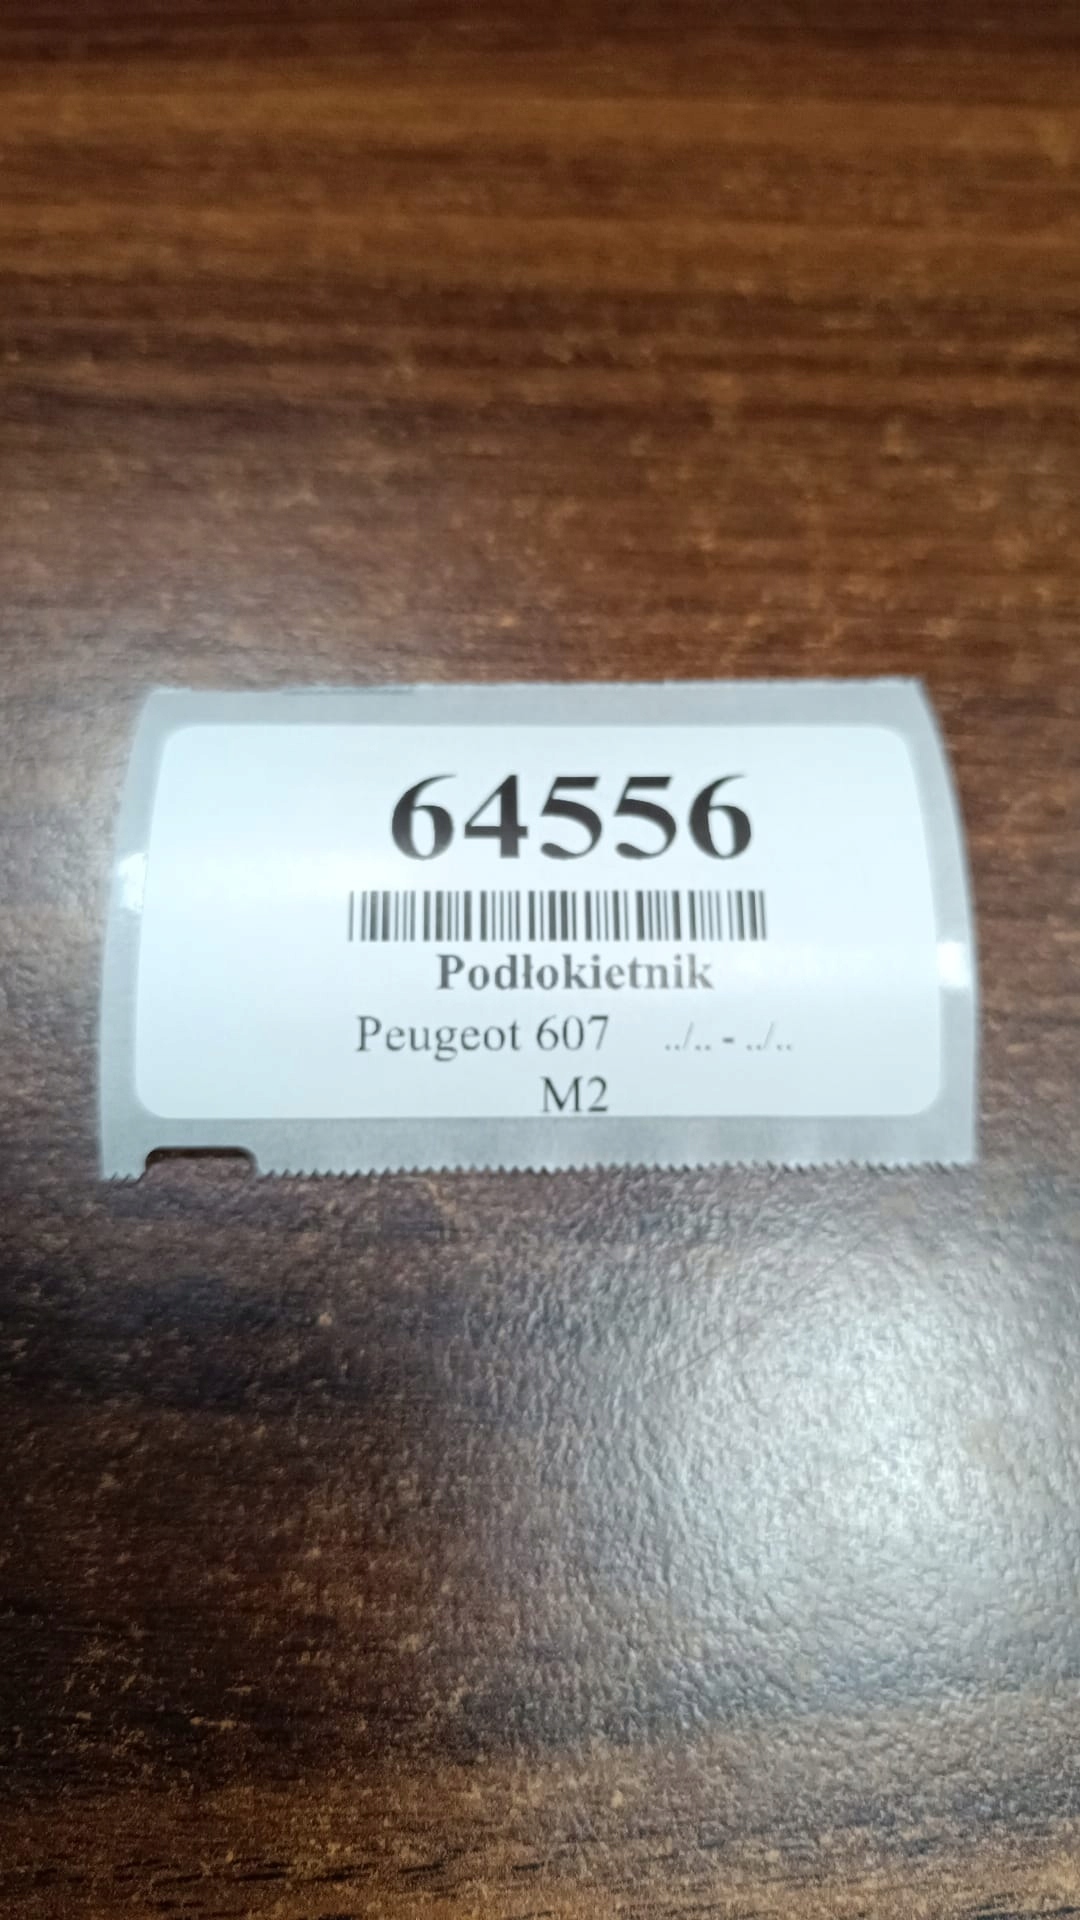 64556
Podłokietnik
Peugeot 607 ../.. - ../..
M2